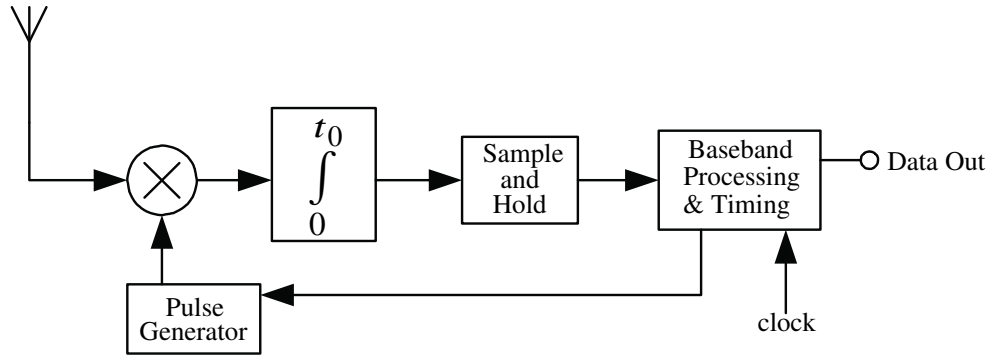 t₀
∫
0
Sample
and
Hold
Baseband
Processing
& Timing
Data Out
Pulse
Generator
clock